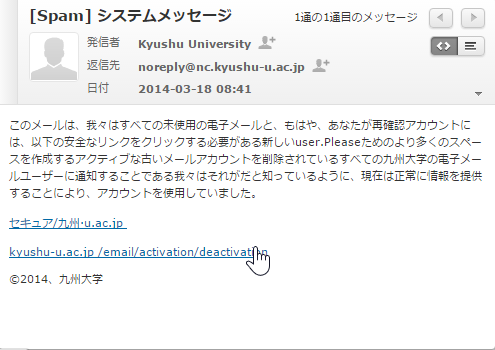 [Spam] システムメッセージ 1通の1通目のメッセージ
発信者 Kyushu University
返信先 noreply@nc.kyushu-u.ac.jp
日付 2014-03-18 08:41
このメールは、我々はすべての未使用の電子メールと、もはや、あなたが再確認アカウントに
は、以下の安全なリンクをクリックする必要がある新しいuser.Pleaseためのより多くのスペー
スを作成するアクティブな古いメールアカウントを削除されているすべての九州大学の電子メー
ルユーザーに通知することである我々はそれがだと知っているように、現在は正常に情報を提供
することにより、アカウントを使用していました。
セキュア/九州-u.ac.jp
kyushu-u.ac.jp /email/activation/deactivation
©2014、九州大学